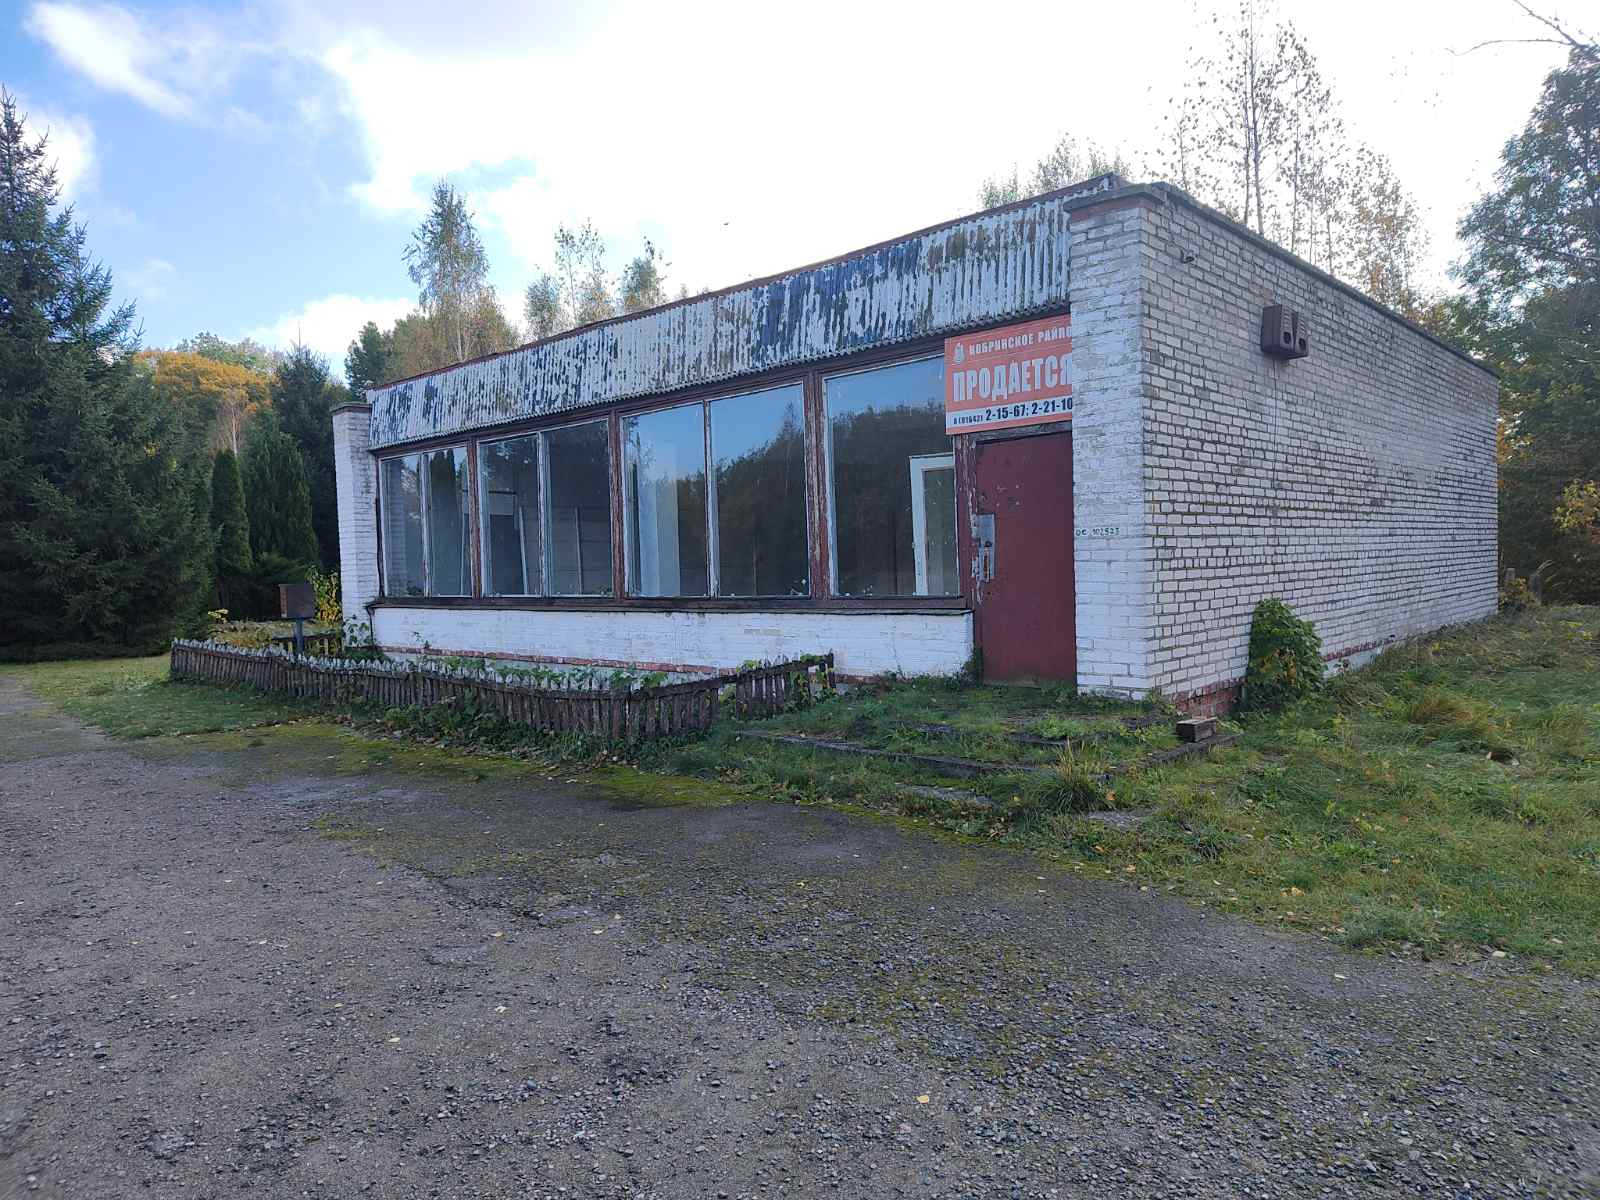 КОБРИНСКОЕ РАЙПО
ПРОДАЕТСЯ
8 (01642) 2-15-67; 2-21-10